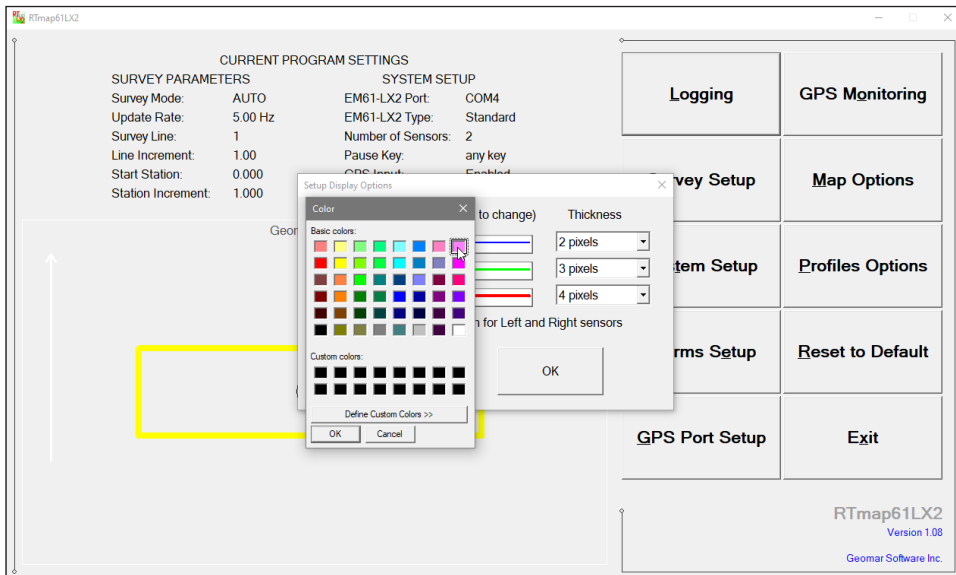 RTmap61LX2
CURRENT PROGRAM SETTINGS
SURVEY PARAMETERS
Survey Mode: AUTO
Update Rate: 5.00 Hz
Survey Line: 1
Line Increment: 1.00
Start Station: 0.000
Station Increment: 1.000
SYSTEM SETUP
EM61-LX2 Port: COM4
EM61-LX2 Type: Standard
Number of Sensors: 2
Pause Key: any key
GPS Input: Enabled
Geom
Setup Display Options
to change) Thickness
2 pixels
3 pixels
4 pixels
for Left and Right sensors
OK
Color
Basic colors:
Custom colors:
Define Custom Colors >>
OK Cancel
Logging
GPS Monitoring
vey Setup
Map Options
tem Setup
Profiles Options
rms Setup
Reset to Default
GPS Port Setup
Exit
RTmap61LX2
Version 1.08
Geomar Software Inc.